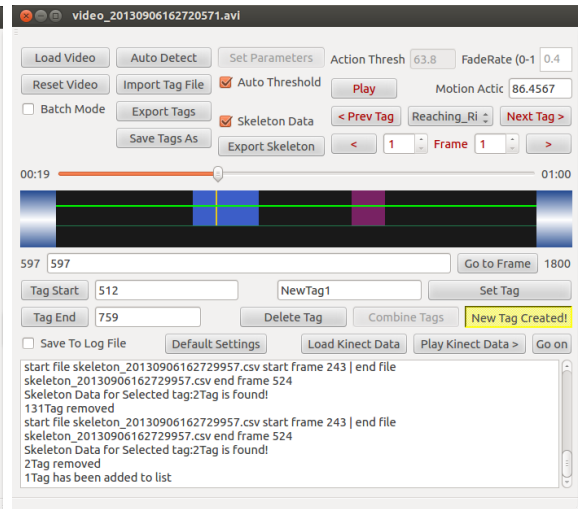 video_20130906162720571.avi
Load Video Auto Detect Set Parameters Action Thresh 63.8 FadeRate (0-1 0.4
Reset Video Import Tag File Auto Threshold Play Motion Actic 86.4567
Batch Mode Export Tags Skeleton Data < Prev Tag Reaching_Ri Next Tag >
Save Tags As Export Skeleton < 1 Frame 1 >
00:19 01:00
597 597 Go to Frame 1800
Tag Start 512 NewTag1 Set Tag
Tag End 759 Delete Tag Combine Tags New Tag Created!
Save To Log File Default Settings Load Kinect Data Play Kinect Data > Go on
start file skeleton_20130906162729957.csv start frame 243 | end file
skeleton_20130906162729957.csv end frame 524
Skeleton Data for Selected tag:2Tag is found!
131Tag removed
start file skeleton_20130906162729957.csv start frame 243 | end file
skeleton_20130906162729957.csv end frame 524
Skeleton Data for Selected tag:2Tag is found!
2Tag removed
1Tag has been added to list